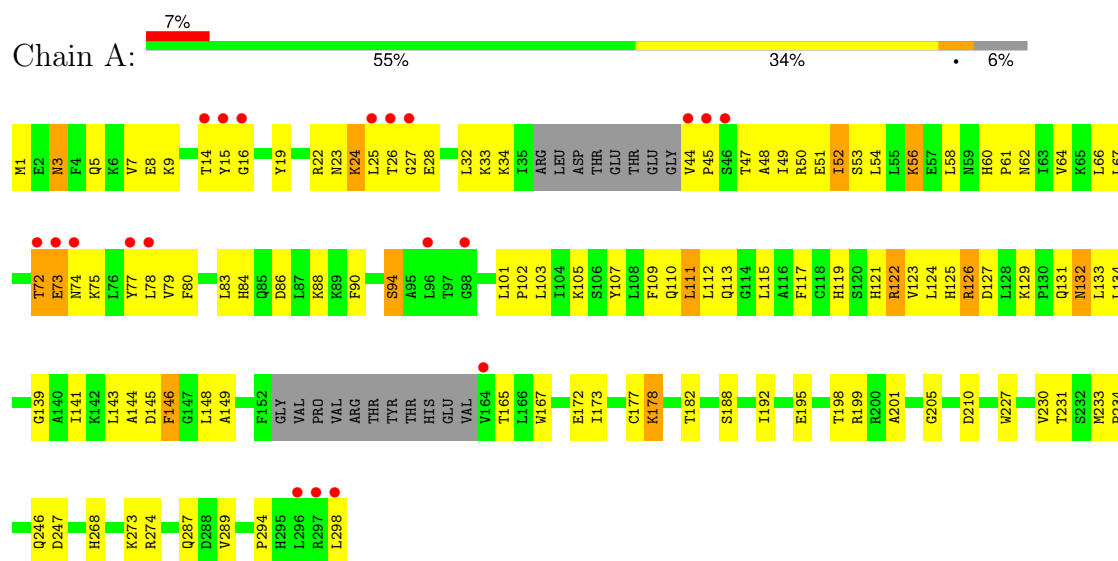 7%
Chain A:
55% 34% • 6%
M1 E2 N3 F4 Q5 K6 V7 E8 K9 T14 Y15 G16 Y19 R22 N23 K24 L25 T26 G27 E28 L32 K33 K34 I35 ARG LEU ASP THR GLU THR GLU GLY V44 P45 S46 T47 A48 I49 R50 E51 I52 S53 L54 L55 K56 E57 L58 N59 H60 P61 N62 I63 V64 K65 L66 L67
T72 E73 N74 K75 L76 Y77 L78 V79 F80 L83 H84 Q85 D86 L87 K88 K89 F90 S94 A95 L96 T97 G98 L101 P102 L103 I104 K105 S106 Y107 L108 F109 Q110 L111 L112 Q113 G114 L115 A116 F117 C118 H119 S120 H121 R122 V123 L124 H125 R126 D127 L128 K129 P130 Q131 N132 L133 L134
G139 A140 I141 K142 L143 A144 D145 F146 G147 L148 A149 F152 GLY VAL PRO VAL ARG THR TYR THR HIS GLU VAL V164 T165 L166 W167 E172 I173 C177 K178 T182 S188 I192 E195 T198 R199 R200 A201 G205 D210 W227 V230 T231 S232 M233 P234
Q246 D247 H268 K273 R274 Q287 D288 V289 P294 H295 L296 R297 L298